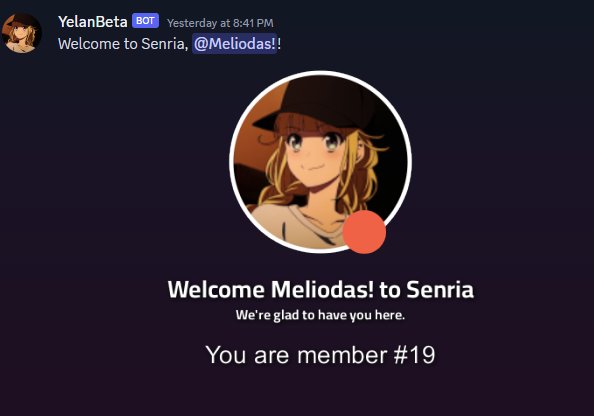 YelanBeta BOT Yesterday at 8:41 PM
Welcome to Senria, @Meliodas!!
Welcome Meliodas! to Senria
We're glad to have you here.
You are member #19